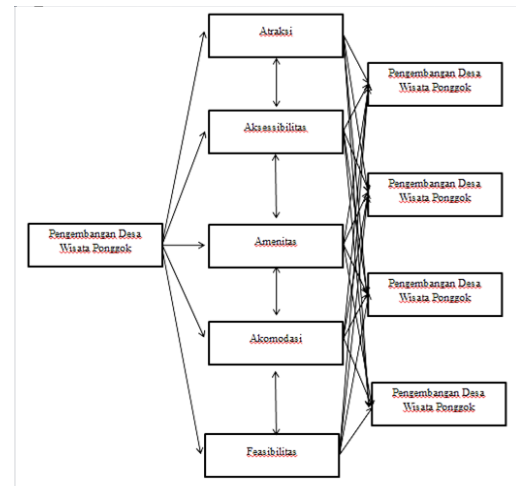 Atraksi
Pengembangan Desa
Wisata Ponggok
Aksessibilitas
Pengembangan Desa
Wisata Ponggok
Pengembangan Desa
Wisata Ponggok
Amenitas
Pengembangan Desa
Wisata Ponggok
Akomodasi
Pengembangan Desa
Wisata Ponggok
Feasibilitas